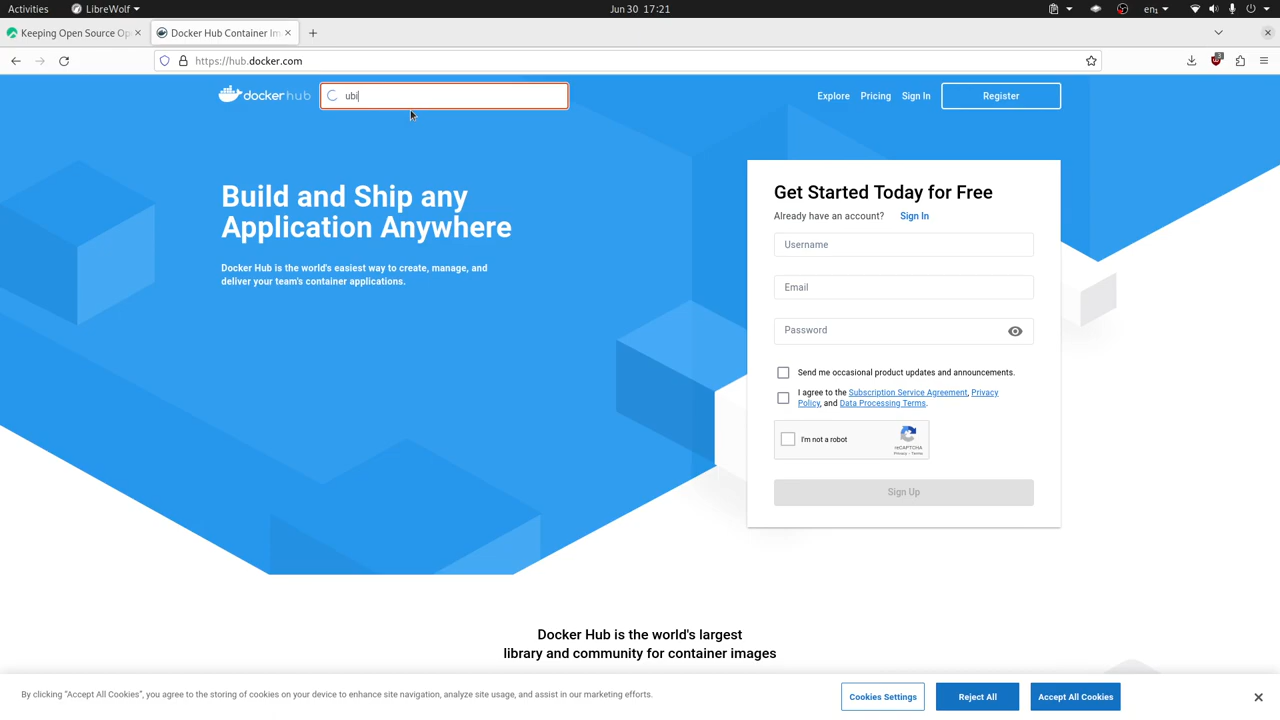 Activities
LibreWolf
Jun 30 17:21
en₁
Keeping Open Source Op
Docker Hub Container Im
https://hub.docker.com
3
docker hub
ubi
Explore
Pricing
Sign In
Register
Build and Ship any
Application Anywhere
Docker Hub is the world's easiest way to create, manage, and
deliver your team's container applications.
Get Started Today for Free
Already have an account? Sign In
Username
Email
Password
Send me occasional product updates and announcements.
I agree to the Subscription Service Agreement, Privacy
Policy, and Data Processing Terms.
I'm not a robot
reCAPTCHA
Privacy - Terms
Sign Up
Docker Hub is the world's largest
library and community for container images
By clicking "Accept All Cookies", you agree to the storing of cookies on your device to enhance site navigation, analyze site usage, and assist in our marketing efforts.
Cookies Settings
Reject All
Accept All Cookies